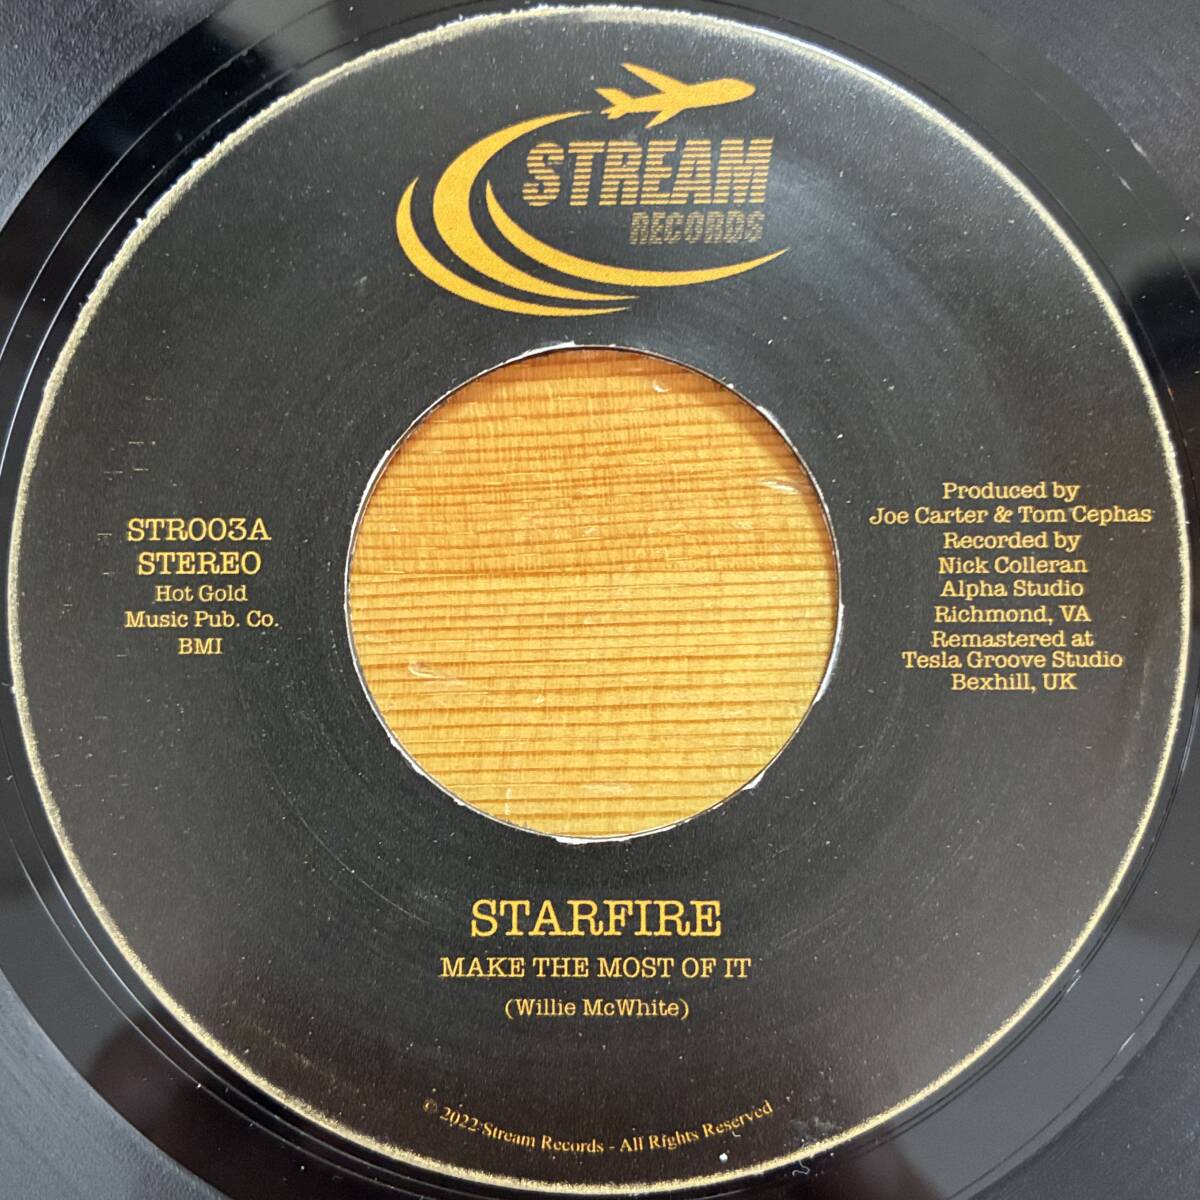 STREAM
RECORDS
STR003A
STEREO
Hot Gold
Music Pub. Co.
BMI
Produced by
Joe Carter & Tom Cephas
Recorded by
Nick Colleran
Alpha Studio
Richmond, VA
Remastered at
Tesla Groove Studio
Bexhill, UK
STARFIRE
MAKE THE MOST OF IT
(Willie McWhite)
© 2022 Stream Records - All Rights Reserved